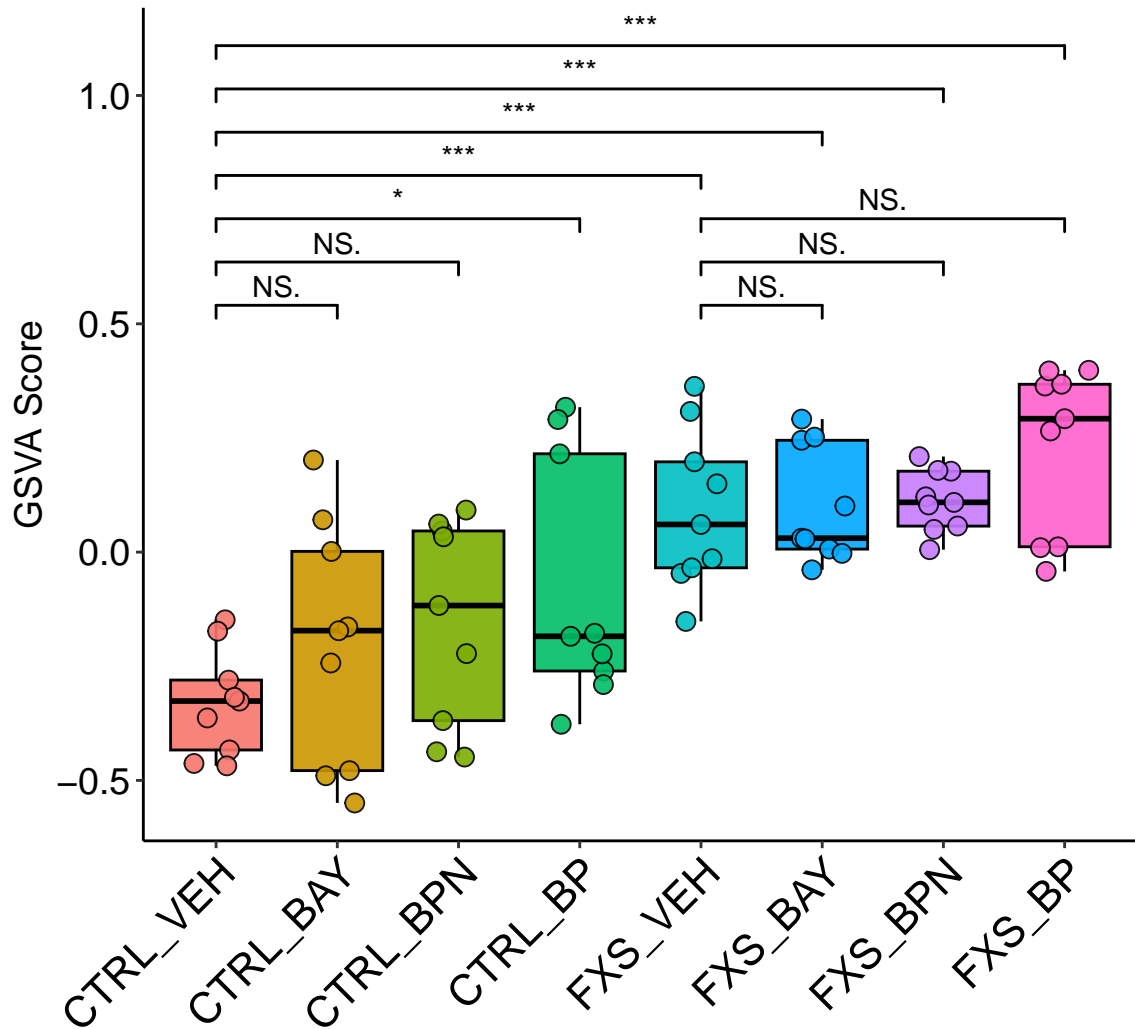 ***
***
***
***
*
NS.
NS.
NS.
NS.
NS.
GSVA Score
1.0
0.5
0.0
−0.5
CTRL_VEH
CTRL_BAY
CTRL_BPN
CTRL_BP
FXS_VEH
FXS_BAY
FXS_BPN
FXS_BP